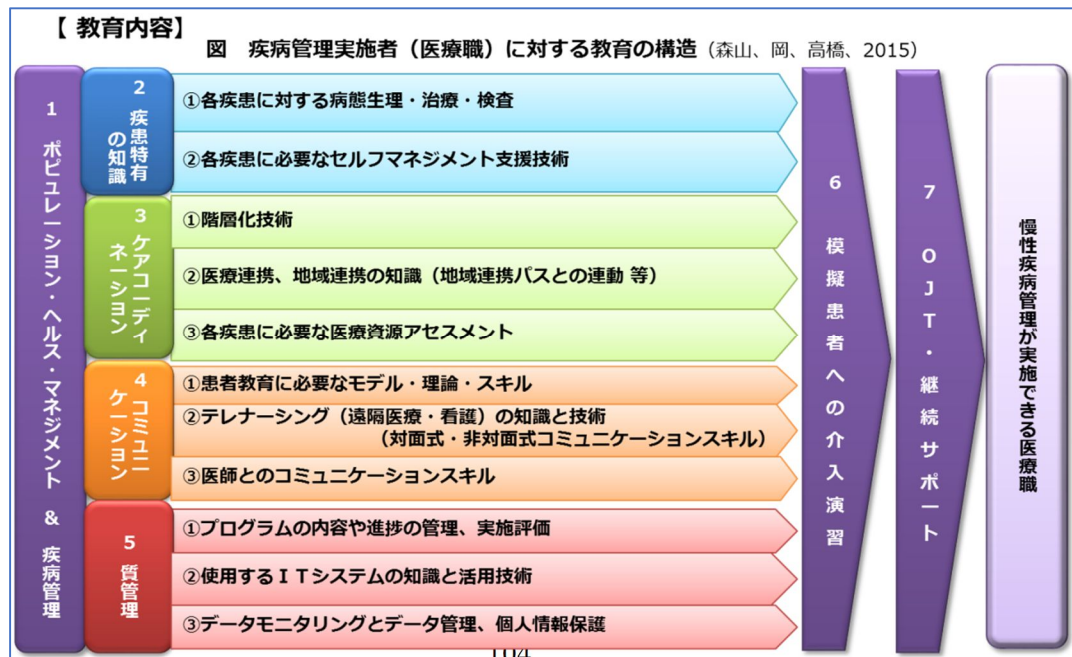 【 教育内容】
図 疾病管理実施者（医療職）に対する教育の構造（森山、岡、高橋、2015）
1 ポピュレーション・ヘルス・マネジメント & 疾病管理
2 疾患特有の知識
①各疾患に対する病態生理・治療・検査
②各疾患に必要なセルフマネジメント支援技術
3 ケアコーディネーション
①階層化技術
②医療連携、地域連携の知識（地域連携パスとの連動 等）
③各疾患に必要な医療資源アセスメント
4 コミュニケーション
①患者教育に必要なモデル・理論・スキル
②テレナーシング（遠隔医療・看護）の知識と技術
（対面式・非対面式コミュニケーションスキル）
③医師とのコミュニケーションスキル
5 質管理
①プログラムの内容や進捗の管理、実施評価
②使用するＩＴシステムの知識と活用技術
③データモニタリングとデータ管理、個人情報保護
6 模擬患者への介入演習
7 OJT・継続サポート
慢性疾病管理が実施できる医療職
104